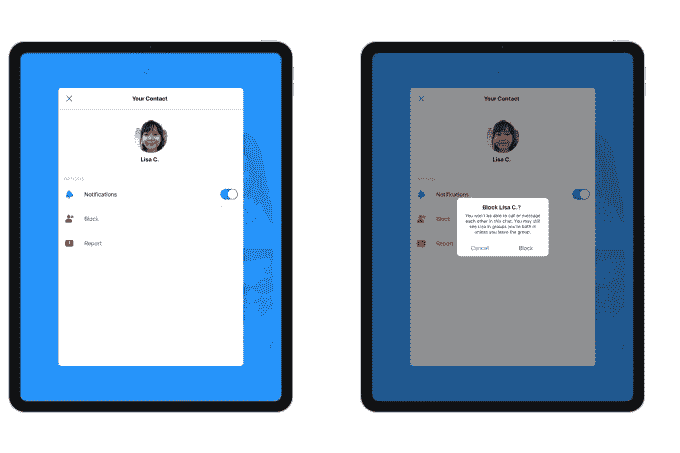 Your Contact
Lisa C.
Notifications
Block
Report
Your Contact
Lisa C.
Notifications
Block
Report
Block Lisa C.?
You won't be able to call or message
each other in this chat. You may still
see Lisa in groups you're both in
unless you leave the group.
Cancel
Block